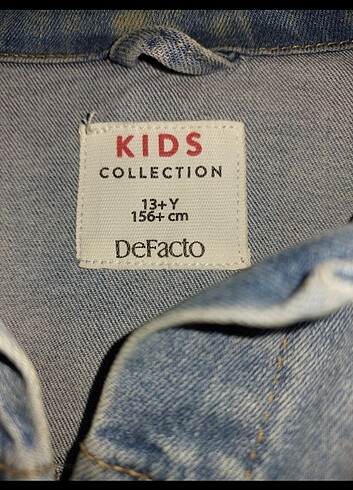 KIDS
COLLECTION
13+ Y
156+ cm
DeFacto